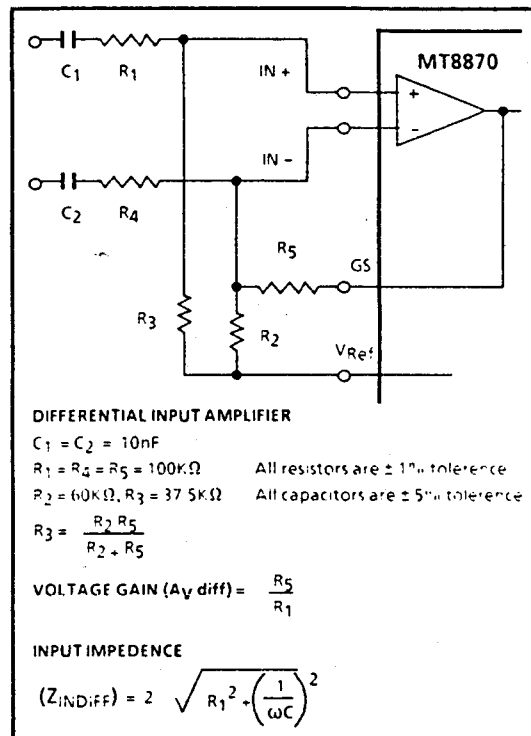 MT8870
C1 R1 IN + +
IN - -
C2 R4
R5 GS
R3 R2
VRef
DIFFERENTIAL INPUT AMPLIFIER
C1 = C2 = 10nF
R1 = R4 = R5 = 100KΩ All resistors are ± 1% tolerence
R2 = 60KΩ, R3 = 37 5KΩ All capacitors are ± 5% tolerence
R3 = R2 R5 / R2 + R5
VOLTAGE GAIN (AV diff) = R5 / R1
INPUT IMPEDENCE
(ZINDIFF) = 2 √ R1² + (1 / ωC)²